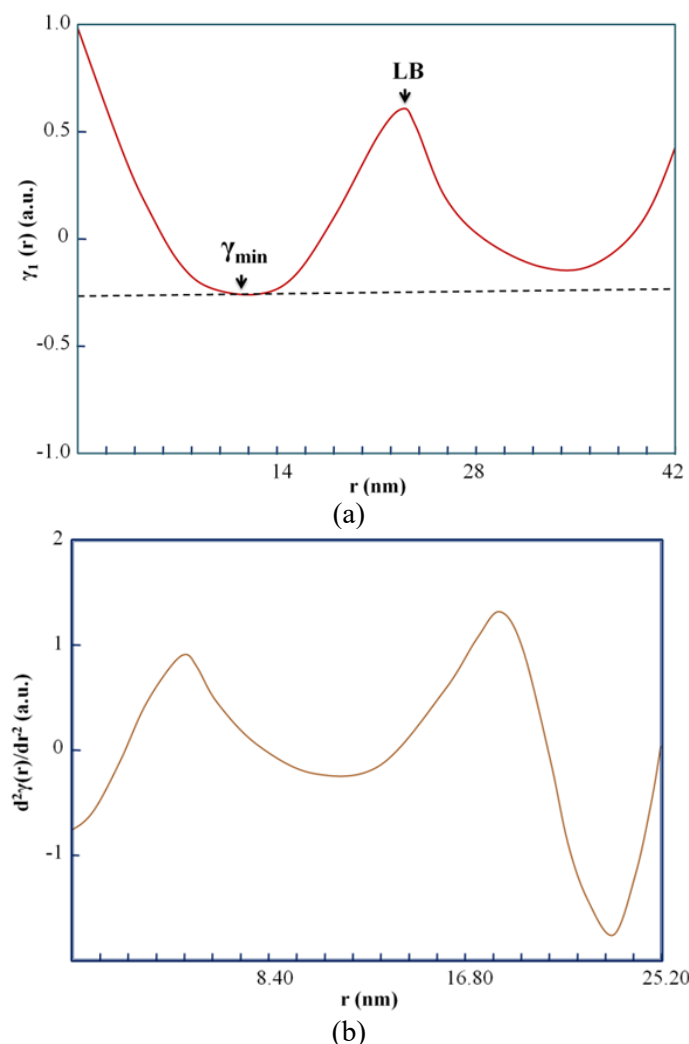 1.0
LB
0.5
γ₁ (r) (a.u.)
0
γmin
-0.5
-1.0
14
28
42
r (nm)
(a)
2
1
d²γ(r)/dr² (a.u.)
0
-1
8.40
16.80
25.20
r (nm)
(b)